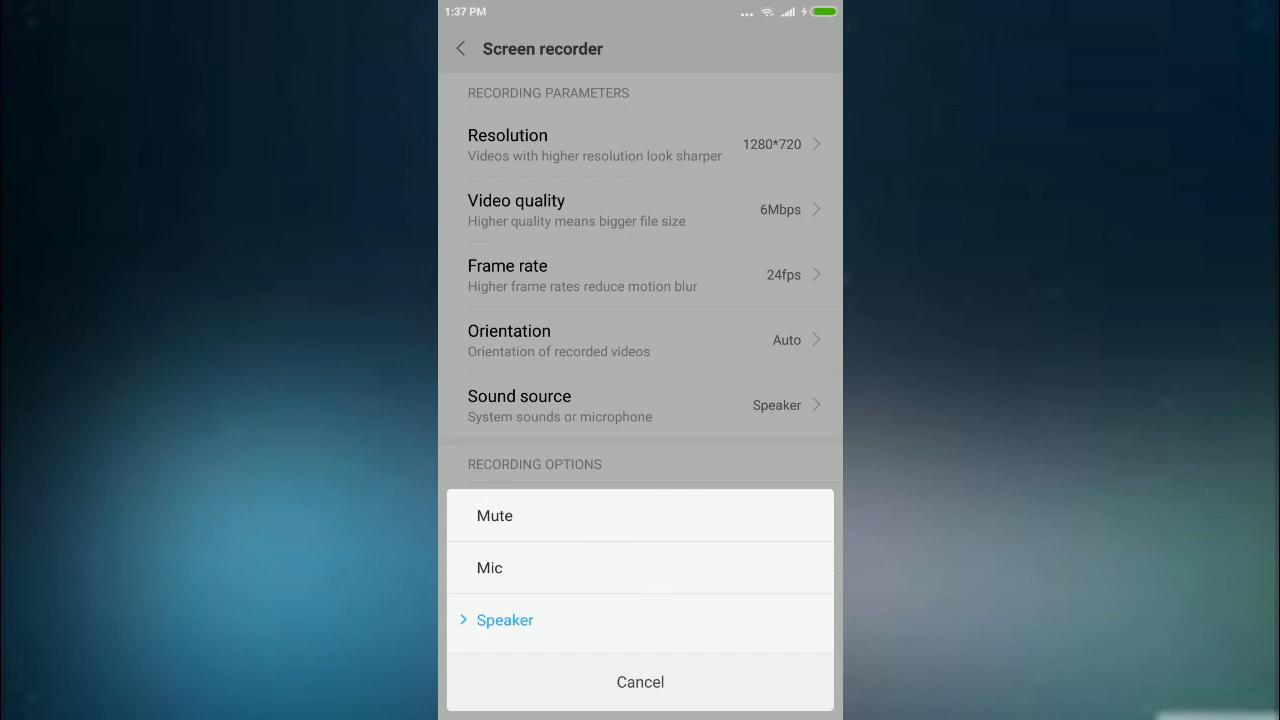 1:37 PM
Screen recorder
RECORDING PARAMETERS
Resolution
Videos with higher resolution look sharper
1280*720
Video quality
Higher quality means bigger file size
6Mbps
Frame rate
Higher frame rates reduce motion blur
24fps
Orientation
Orientation of recorded videos
Auto
Sound source
System sounds or microphone
Speaker
RECORDING OPTIONS
Mute
Mic
Speaker
Cancel